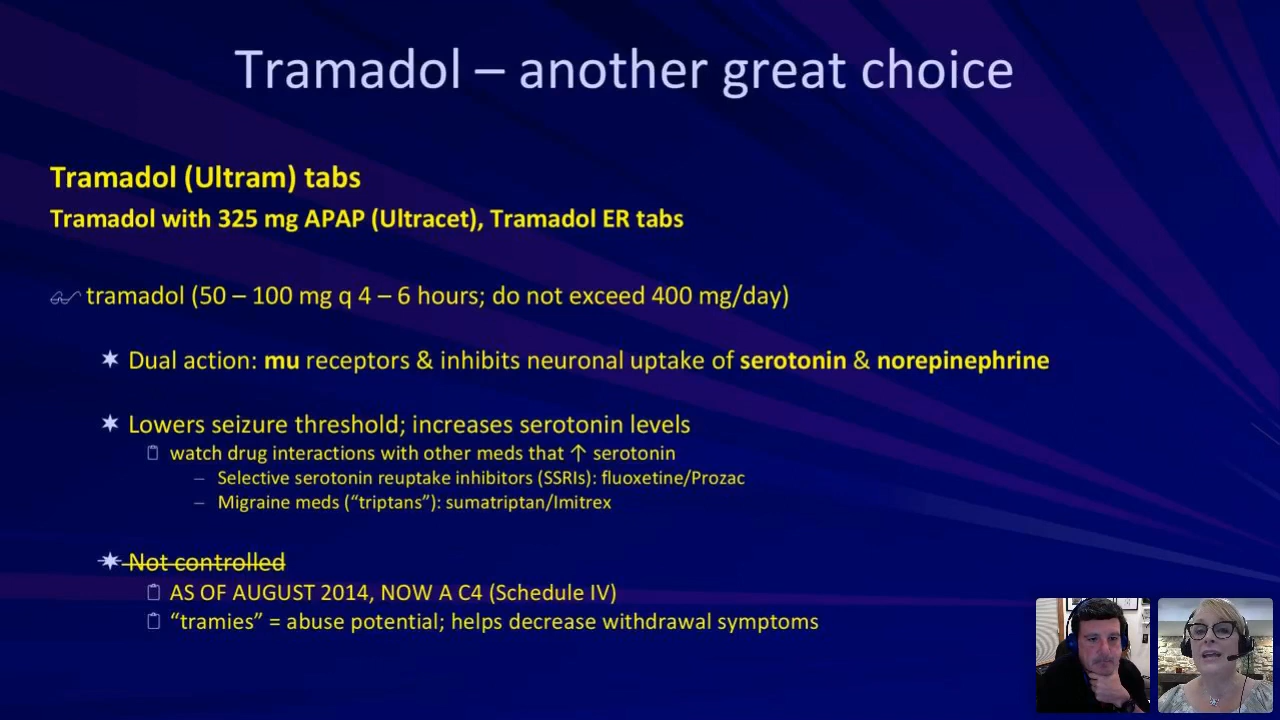 Tramadol – another great choice
Tramadol (Ultram) tabs
Tramadol with 325 mg APAP (Ultracet), Tramadol ER tabs
tramadol (50 – 100 mg q 4 – 6 hours; do not exceed 400 mg/day)
Dual action: mu receptors & inhibits neuronal uptake of serotonin & norepinephrine
Lowers seizure threshold; increases serotonin levels
watch drug interactions with other meds that ↑ serotonin
– Selective serotonin reuptake inhibitors (SSRIs): fluoxetine/Prozac
– Migraine meds (“triptans”): sumatriptan/Imitrex
Not controlled
AS OF AUGUST 2014, NOW A C4 (Schedule IV)
“tramies” = abuse potential; helps decrease withdrawal symptoms